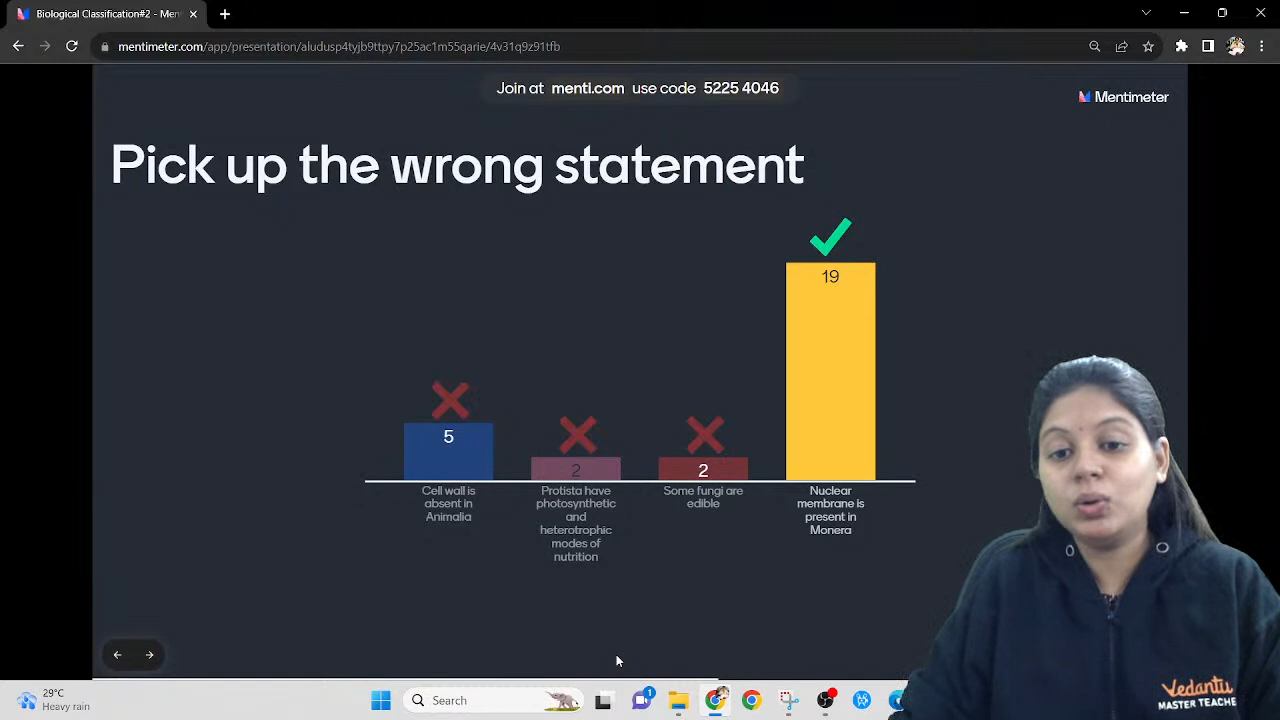 Biological Classification#2 - Ment
mentimeter.com/app/presentation/aludusp4tyjb9ttpy7p25ac1m55qarie/4v31q9z91tfb
Join at menti.com use code 5225 4046
Mentimeter
Pick up the wrong statement
19
5
2
2
Cell wall is
absent in
Animalia
Protista have
photosynthetic
and
heterotrophic
modes of
nutrition
Some fungi are
edible
Nuclear
membrane is
present in
Monera
Vedantu
MASTER TEACHE
29°C
Heavy rain
Search
1